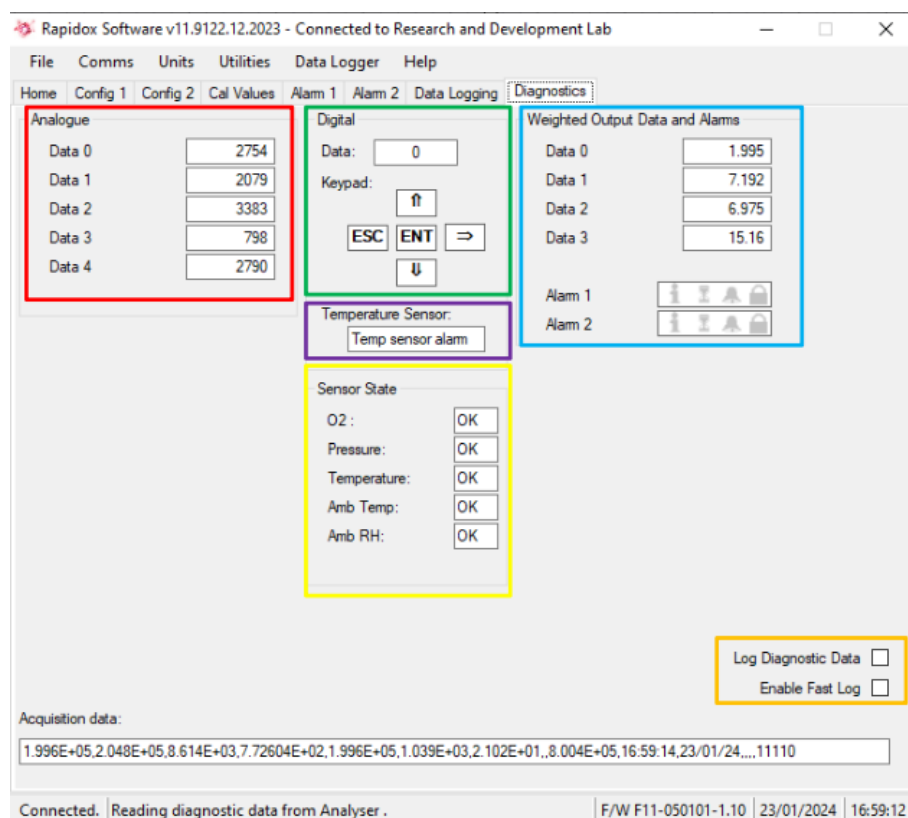 Rapidox Software v11.9122.12.2023 - Connected to Research and Development Lab
File Comms Units Utilities Data Logger Help
Home Config 1 Config 2 Cal Values Alarm 1 Alarm 2 Data Logging Diagnostics
Analogue
Data 0 2754
Data 1 2079
Data 2 3383
Data 3 798
Data 4 2790
Digital
Data: 0
Keypad:
⇑
ESC ENT ⇒
⇓
Temperature Sensor:
Temp sensor alarm
Sensor State
O2 : OK
Pressure: OK
Temperature: OK
Amb Temp: OK
Amb RH: OK
Weighted Output Data and Alarms
Data 0 1.995
Data 1 7.192
Data 2 6.975
Data 3 15.16
Alarm 1
Alarm 2
Log Diagnostic Data
Enable Fast Log
Acquisition data:
1.996E+05,2.048E+05,8.614E+03,7.72604E+02,1.996E+05,1.039E+03,2.102E+01,,8.004E+05,16:59:14,23/01/24,,,,11110
Connected. Reading diagnostic data from Analyser . F/W F11-050101-1.10 23/01/2024 16:59:12